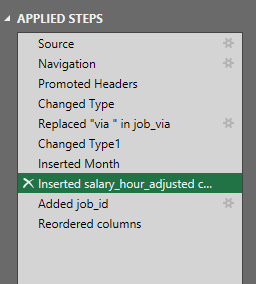 APPLIED STEPS
Source
Navigation
Promoted Headers
Changed Type
Replaced "via " in job_via
Changed Type1
Inserted Month
Inserted salary_hour_adjusted c...
Added job_id
Reordered columns